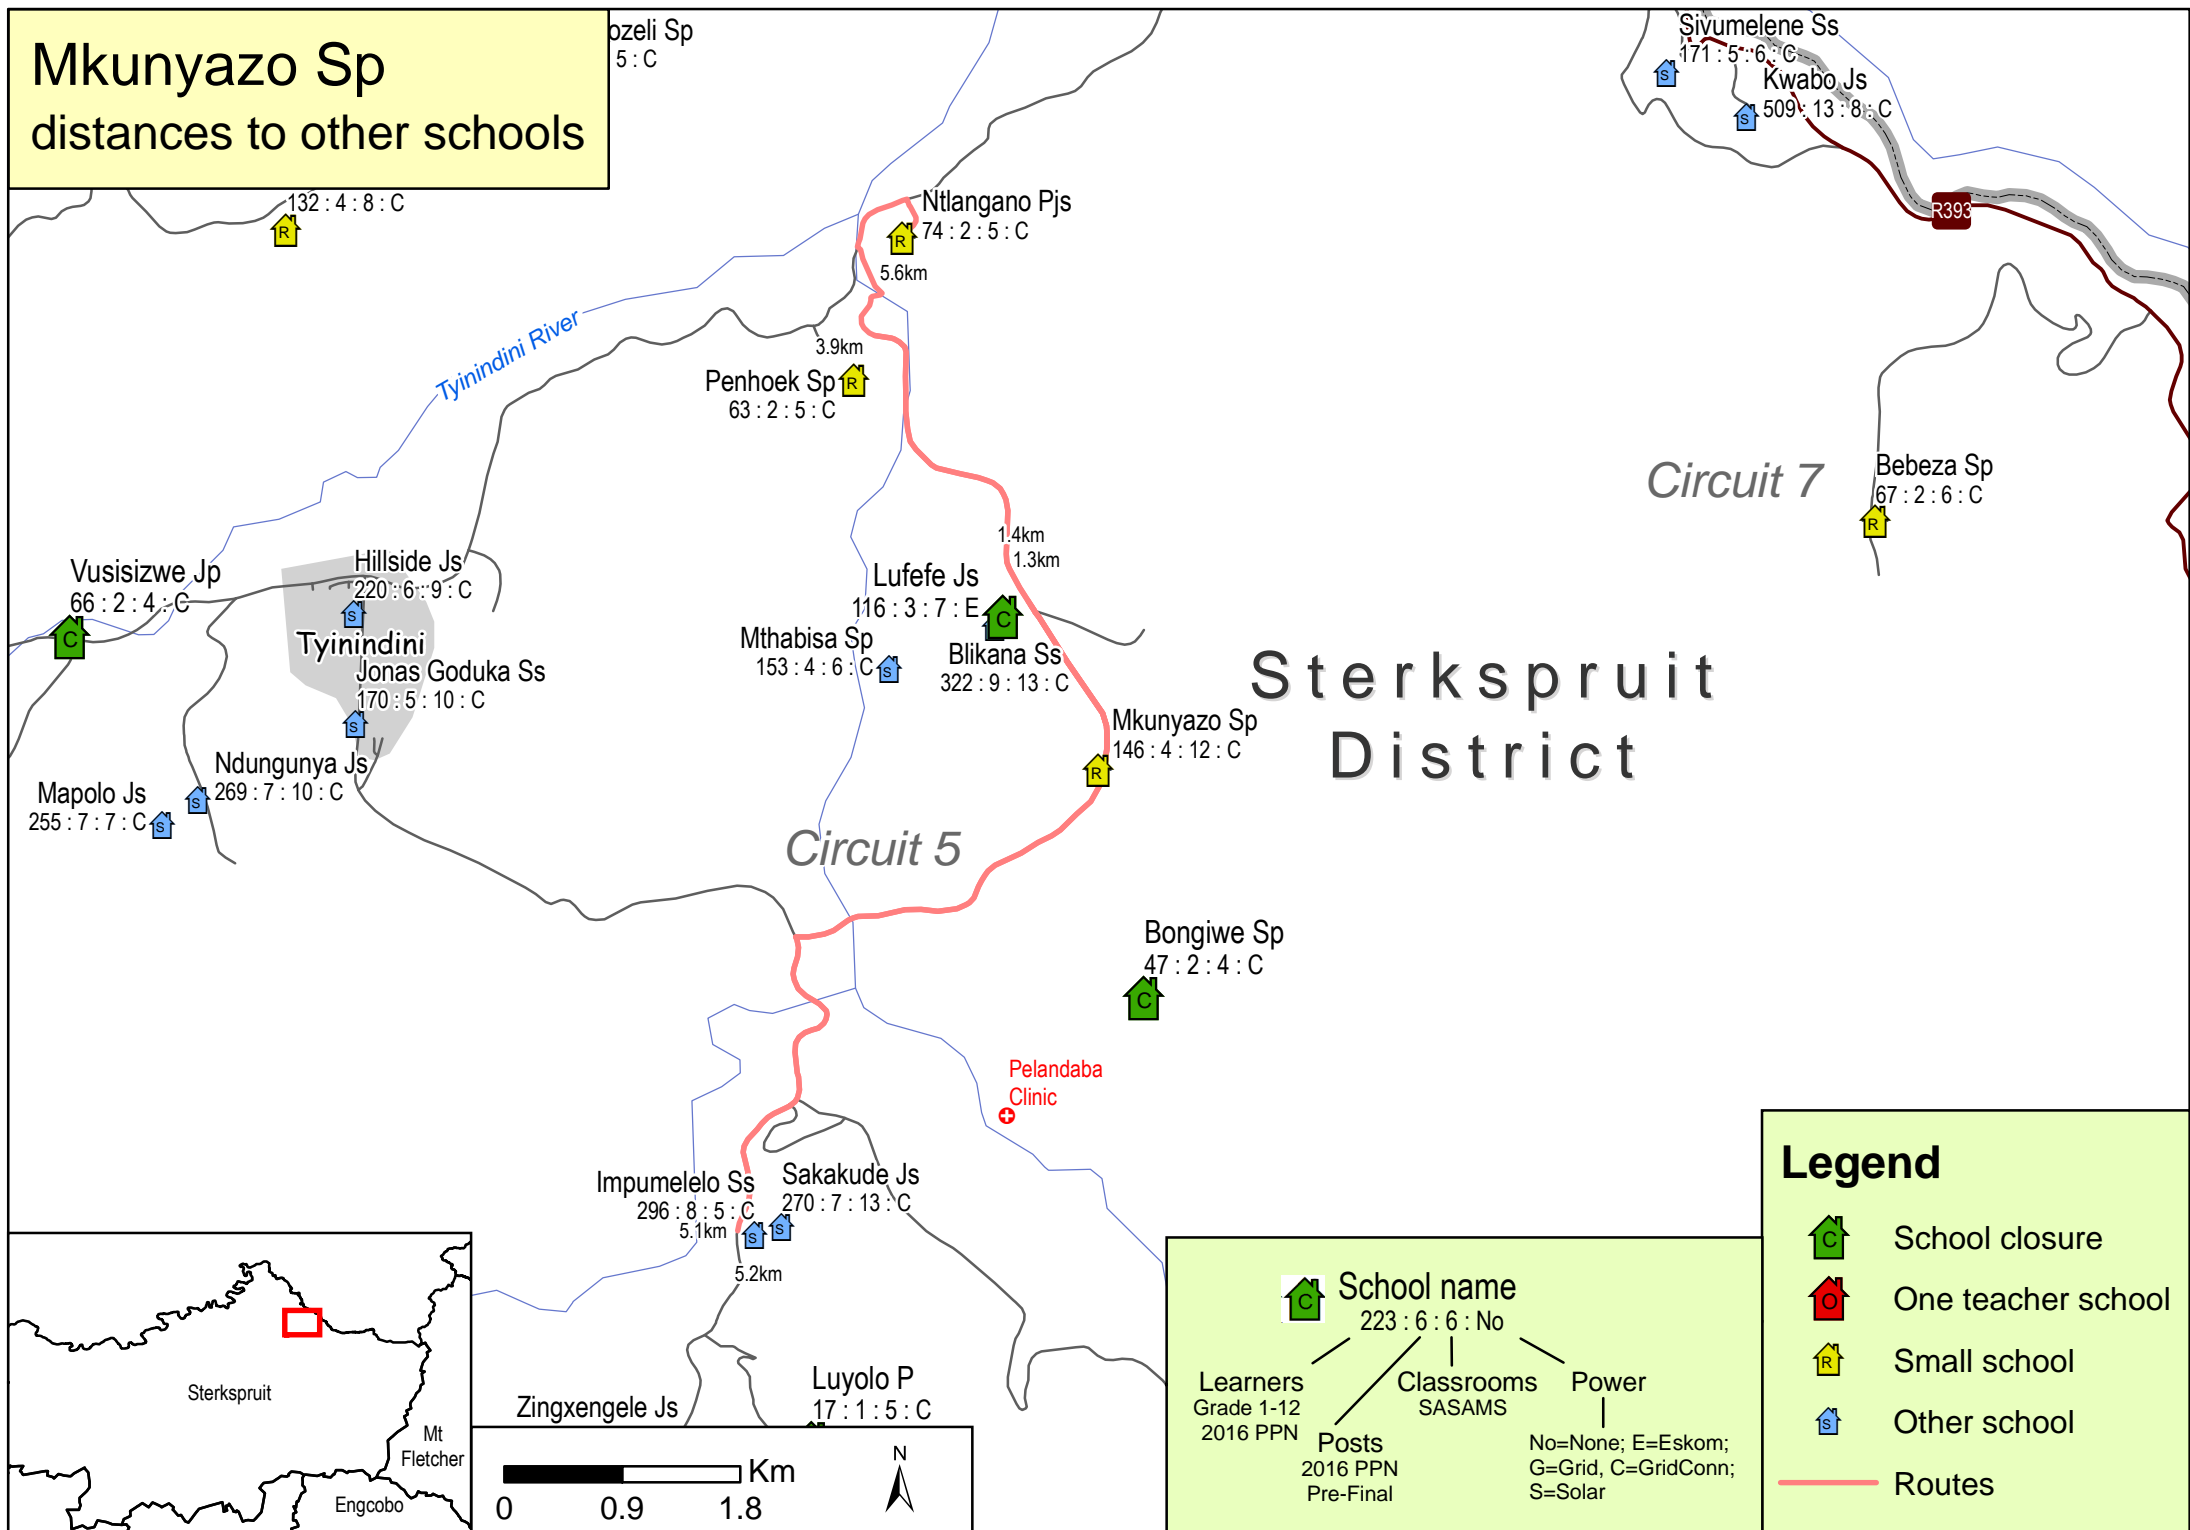 Mkunyazo Sp
distances to other schools
ozeli Sp
5 : C
132 : 4 : 8 : C
R
Sivumelene Ss
171 : 5 : 6 : C
S
Kwabo Js
509 : 13 : 8 : C
S
R393
Ntlangano Pjs
74 : 2 : 5 : C
R
5.6km
Tyinindini River
3.9km
Penhoek Sp
63 : 2 : 5 : C
R
Circuit 7
Bebeza Sp
67 : 2 : 6 : C
R
1.4km
1.3km
Vusisizwe Jp
66 : 2 : 4 : C
C
Hillside Js
220 : 6 : 9 : C
S
Tyinindini
Jonas Goduka Ss
170 : 5 : 10 : C
S
Lufefe Js
116 : 3 : 7 : E
C
Mthabisa Sp
153 : 4 : 6 : C
S
Blikana Ss
322 : 9 : 13 : C
Sterkspruit
District
Mkunyazo Sp
146 : 4 : 12 : C
R
Ndungunya Js
269 : 7 : 10 : C
S
Mapolo Js
255 : 7 : 7 : C
S
Circuit 5
Bongiwe Sp
47 : 2 : 4 : C
C
Pelandaba
Clinic
Impumelelo Ss
296 : 8 : 5 : C
5.1km
S
Sakakude Js
270 : 7 : 13 : C
S
5.2km
Luyolo P
17 : 1 : 5 : C
Zingxengele Js
Sterkspruit
Mt
Fletcher
Engcobo
Km
0 0.9 1.8
N
C
School name
223 : 6 : 6 : No
Learners
Grade 1-12
2016 PPN
Posts
2016 PPN
Pre-Final
Classrooms
SASAMS
Power
No=None; E=Eskom;
G=Grid, C=GridConn;
S=Solar
Legend
C School closure
O One teacher school
R Small school
S Other school
Routes